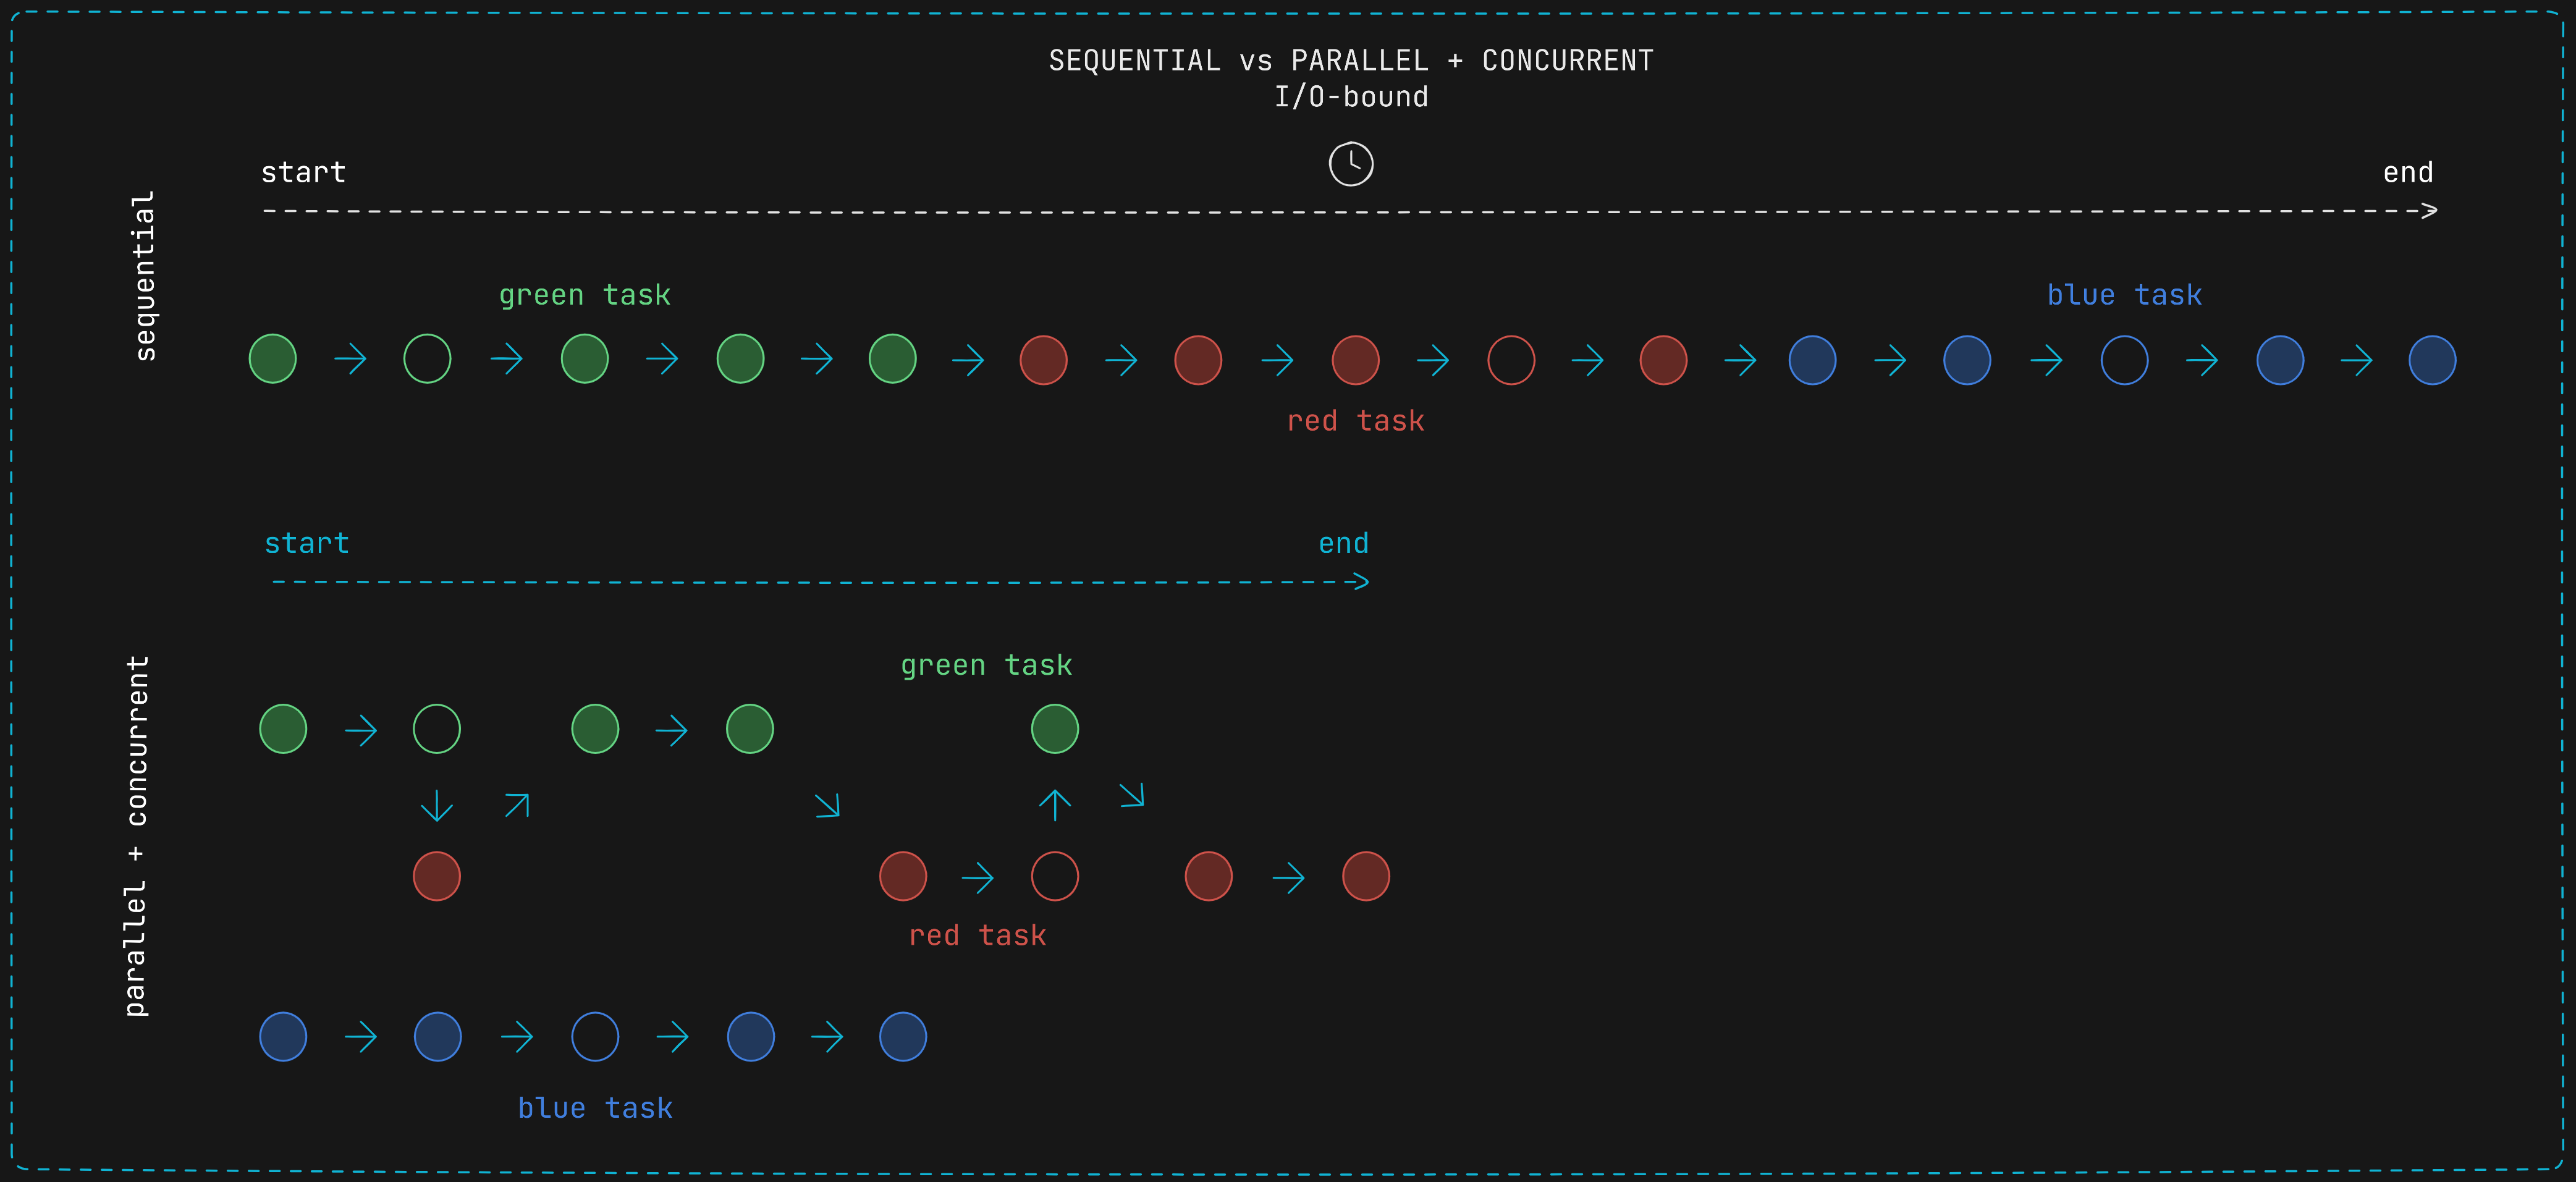 SEQUENTIAL vs PARALLEL + CONCURRENT
I/O-bound
start
end
sequential
green task
blue task
red task
start
end
parallel + concurrent
green task
red task
blue task